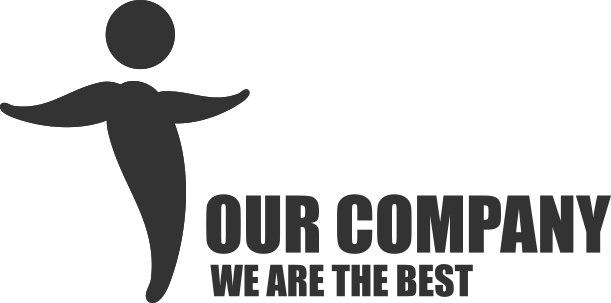 OUR COMPANY
WE ARE THE BEST